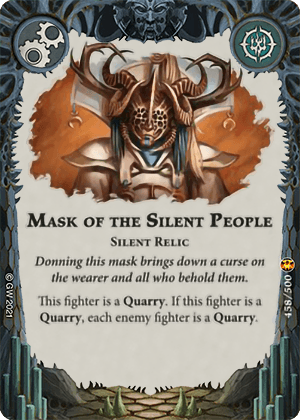 MASK OF THE SILENT PEOPLE
SILENT RELIC
Donning this mask brings down a curse on
the wearer and all who behold them.
This fighter is a Quarry. If this fighter is a
Quarry, each enemy fighter is a Quarry.
© GW 2021
458/500